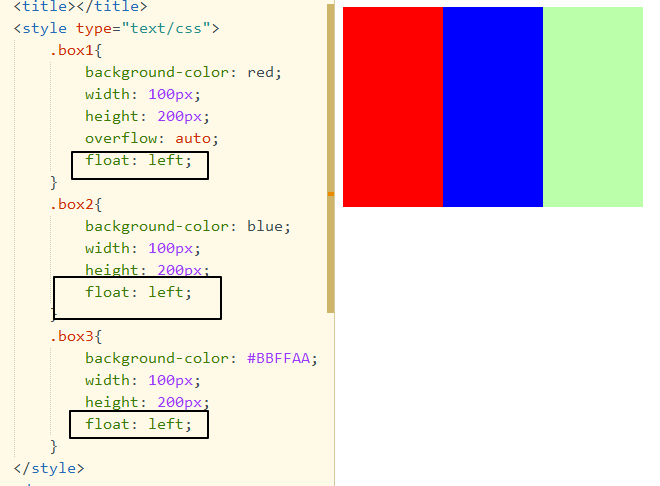 <title></title>
<style type="text/css">
.box1{
background-color: red;
width: 100px;
height: 200px;
overflow: auto;
float: left;
}
.box2{
background-color: blue;
width: 100px;
height: 200px;
float: left;
}
.box3{
background-color: #BBFFAA;
width: 100px;
height: 200px;
float: left;
}
</style>